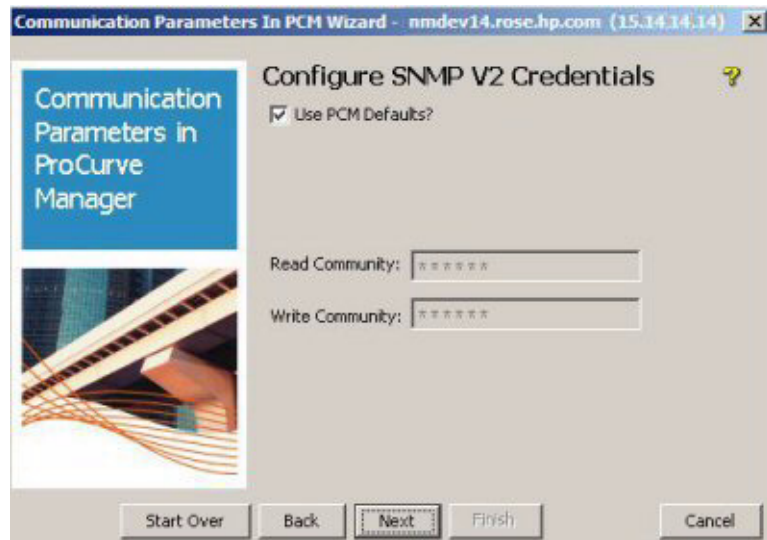 Communication Parameters In PCM Wizard - nmdev14.rose.hp.com (15.14.14.14)
Communication
Parameters in
ProCurve
Manager
Configure SNMP V2 Credentials
?
Use PCM Defaults?
Read Community: ******
Write Community: ******
Start Over Back Next Finish Cancel